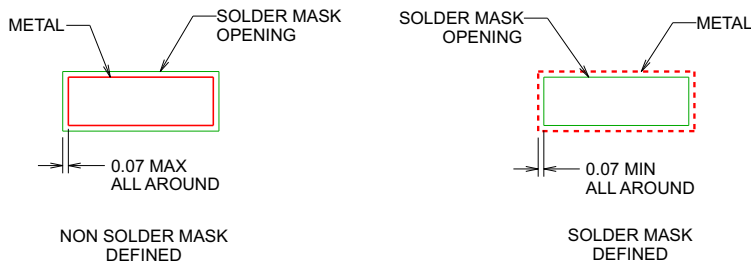 METAL
SOLDER MASK
OPENING
0.07 MAX
ALL AROUND
NON SOLDER MASK
DEFINED
SOLDER MASK
OPENING
METAL
0.07 MIN
ALL AROUND
SOLDER MASK
DEFINED